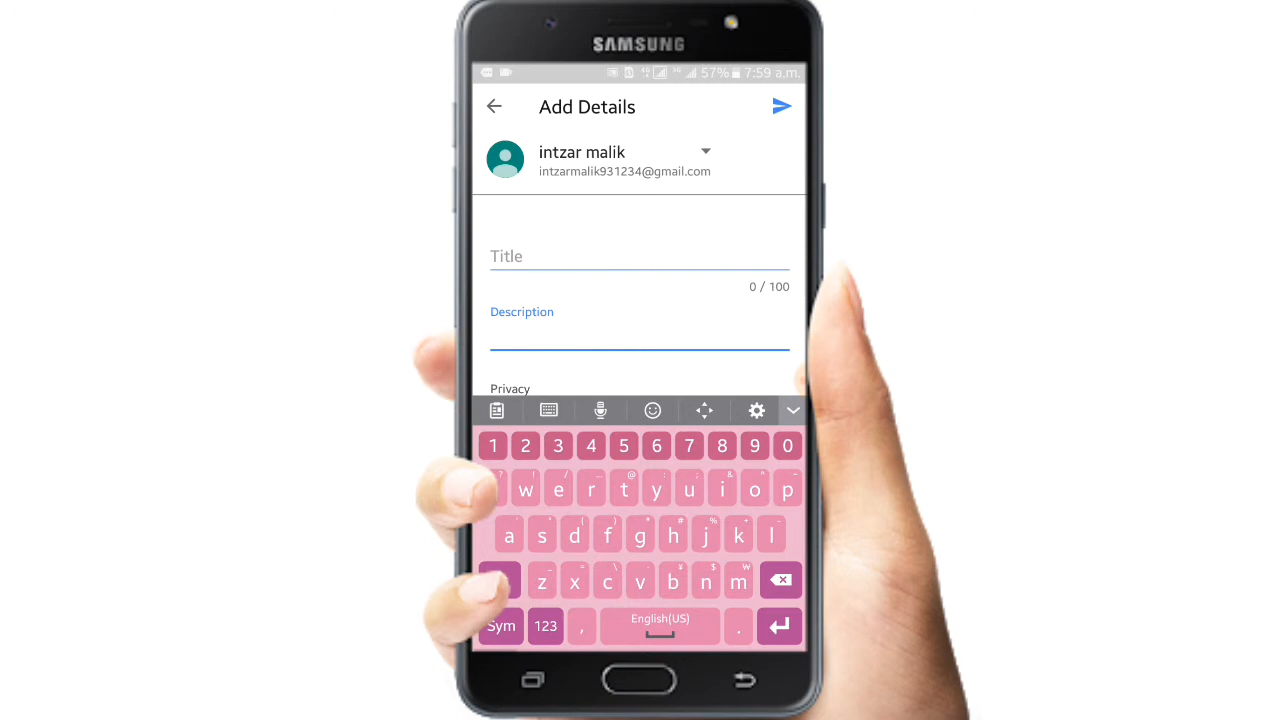 SAMSUNG
57% 7:59 a.m.
Add Details
intzar malik
intzarmalik931234@gmail.com
Title
0 / 100
Description
Privacy
1 2 3 4 5 6 7 8 9 0
w e r t y u i o p
a s d f g h j k l
z x c v b n m
Sym 123 , English(US) .